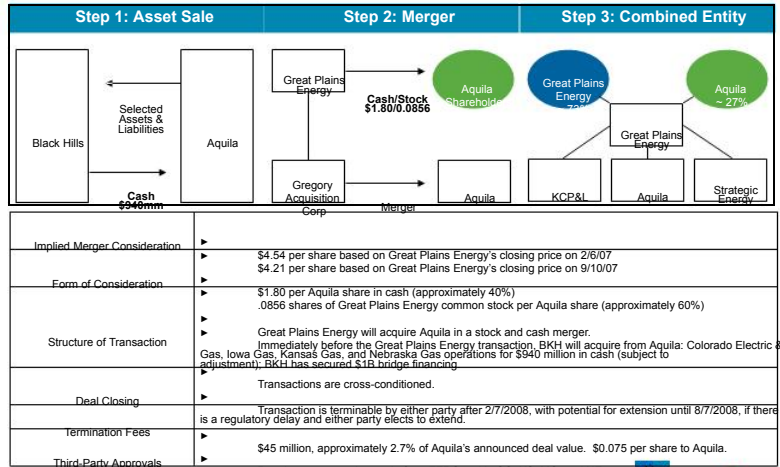 Step 1: Asset Sale
Step 2: Merger
Step 3: Combined Entity
Black Hills
Selected
Assets &
Liabilities
Aquila
Cash
$940mm
Great Plains
Energy
Cash/Stock
$1.80/0.0856
Aquila
Gregory
Acquisition
Corp
Merger
Aquila
Great Plains
Energy
Aquila
~ 27%
Great Plains
Energy
KCP&L
Aquila
Strategic
Energy
Implied Merger Consideration
► $4.54 per share based on Great Plains Energy's closing price on 2/6/07
$4.21 per share based on Great Plains Energy's closing price on 9/10/07
Form of Consideration
► $1.80 per Aquila share in cash (approximately 40%)
► .0856 shares of Great Plains Energy common stock per Aquila share (approximately 60%)
Structure of Transaction
► Great Plains Energy will acquire Aquila in a stock and cash merger.
► Immediately before the Great Plains Energy transaction, BKH will acquire from Aquila: Colorado Electric &
Gas, Iowa Gas, Kansas Gas, and Nebraska Gas operations for $940 million in cash (subject to
adjustment); BKH has secured $1B bridge financing.
► Transactions are cross-conditioned.
Deal Closing
► Transaction is terminable by either party after 2/7/2008, with potential for extension until 8/7/2008, if there
is a regulatory delay and either party elects to extend.
Termination Fees
► $45 million, approximately 2.7% of Aquila's announced deal value. $0.075 per share to Aquila.
Third-Party Approvals
►